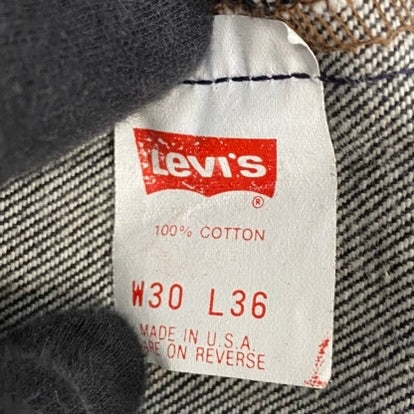 Levi's
®
100% COTTON
W30 L36
MADE IN U.S.A.
ON REVERSE